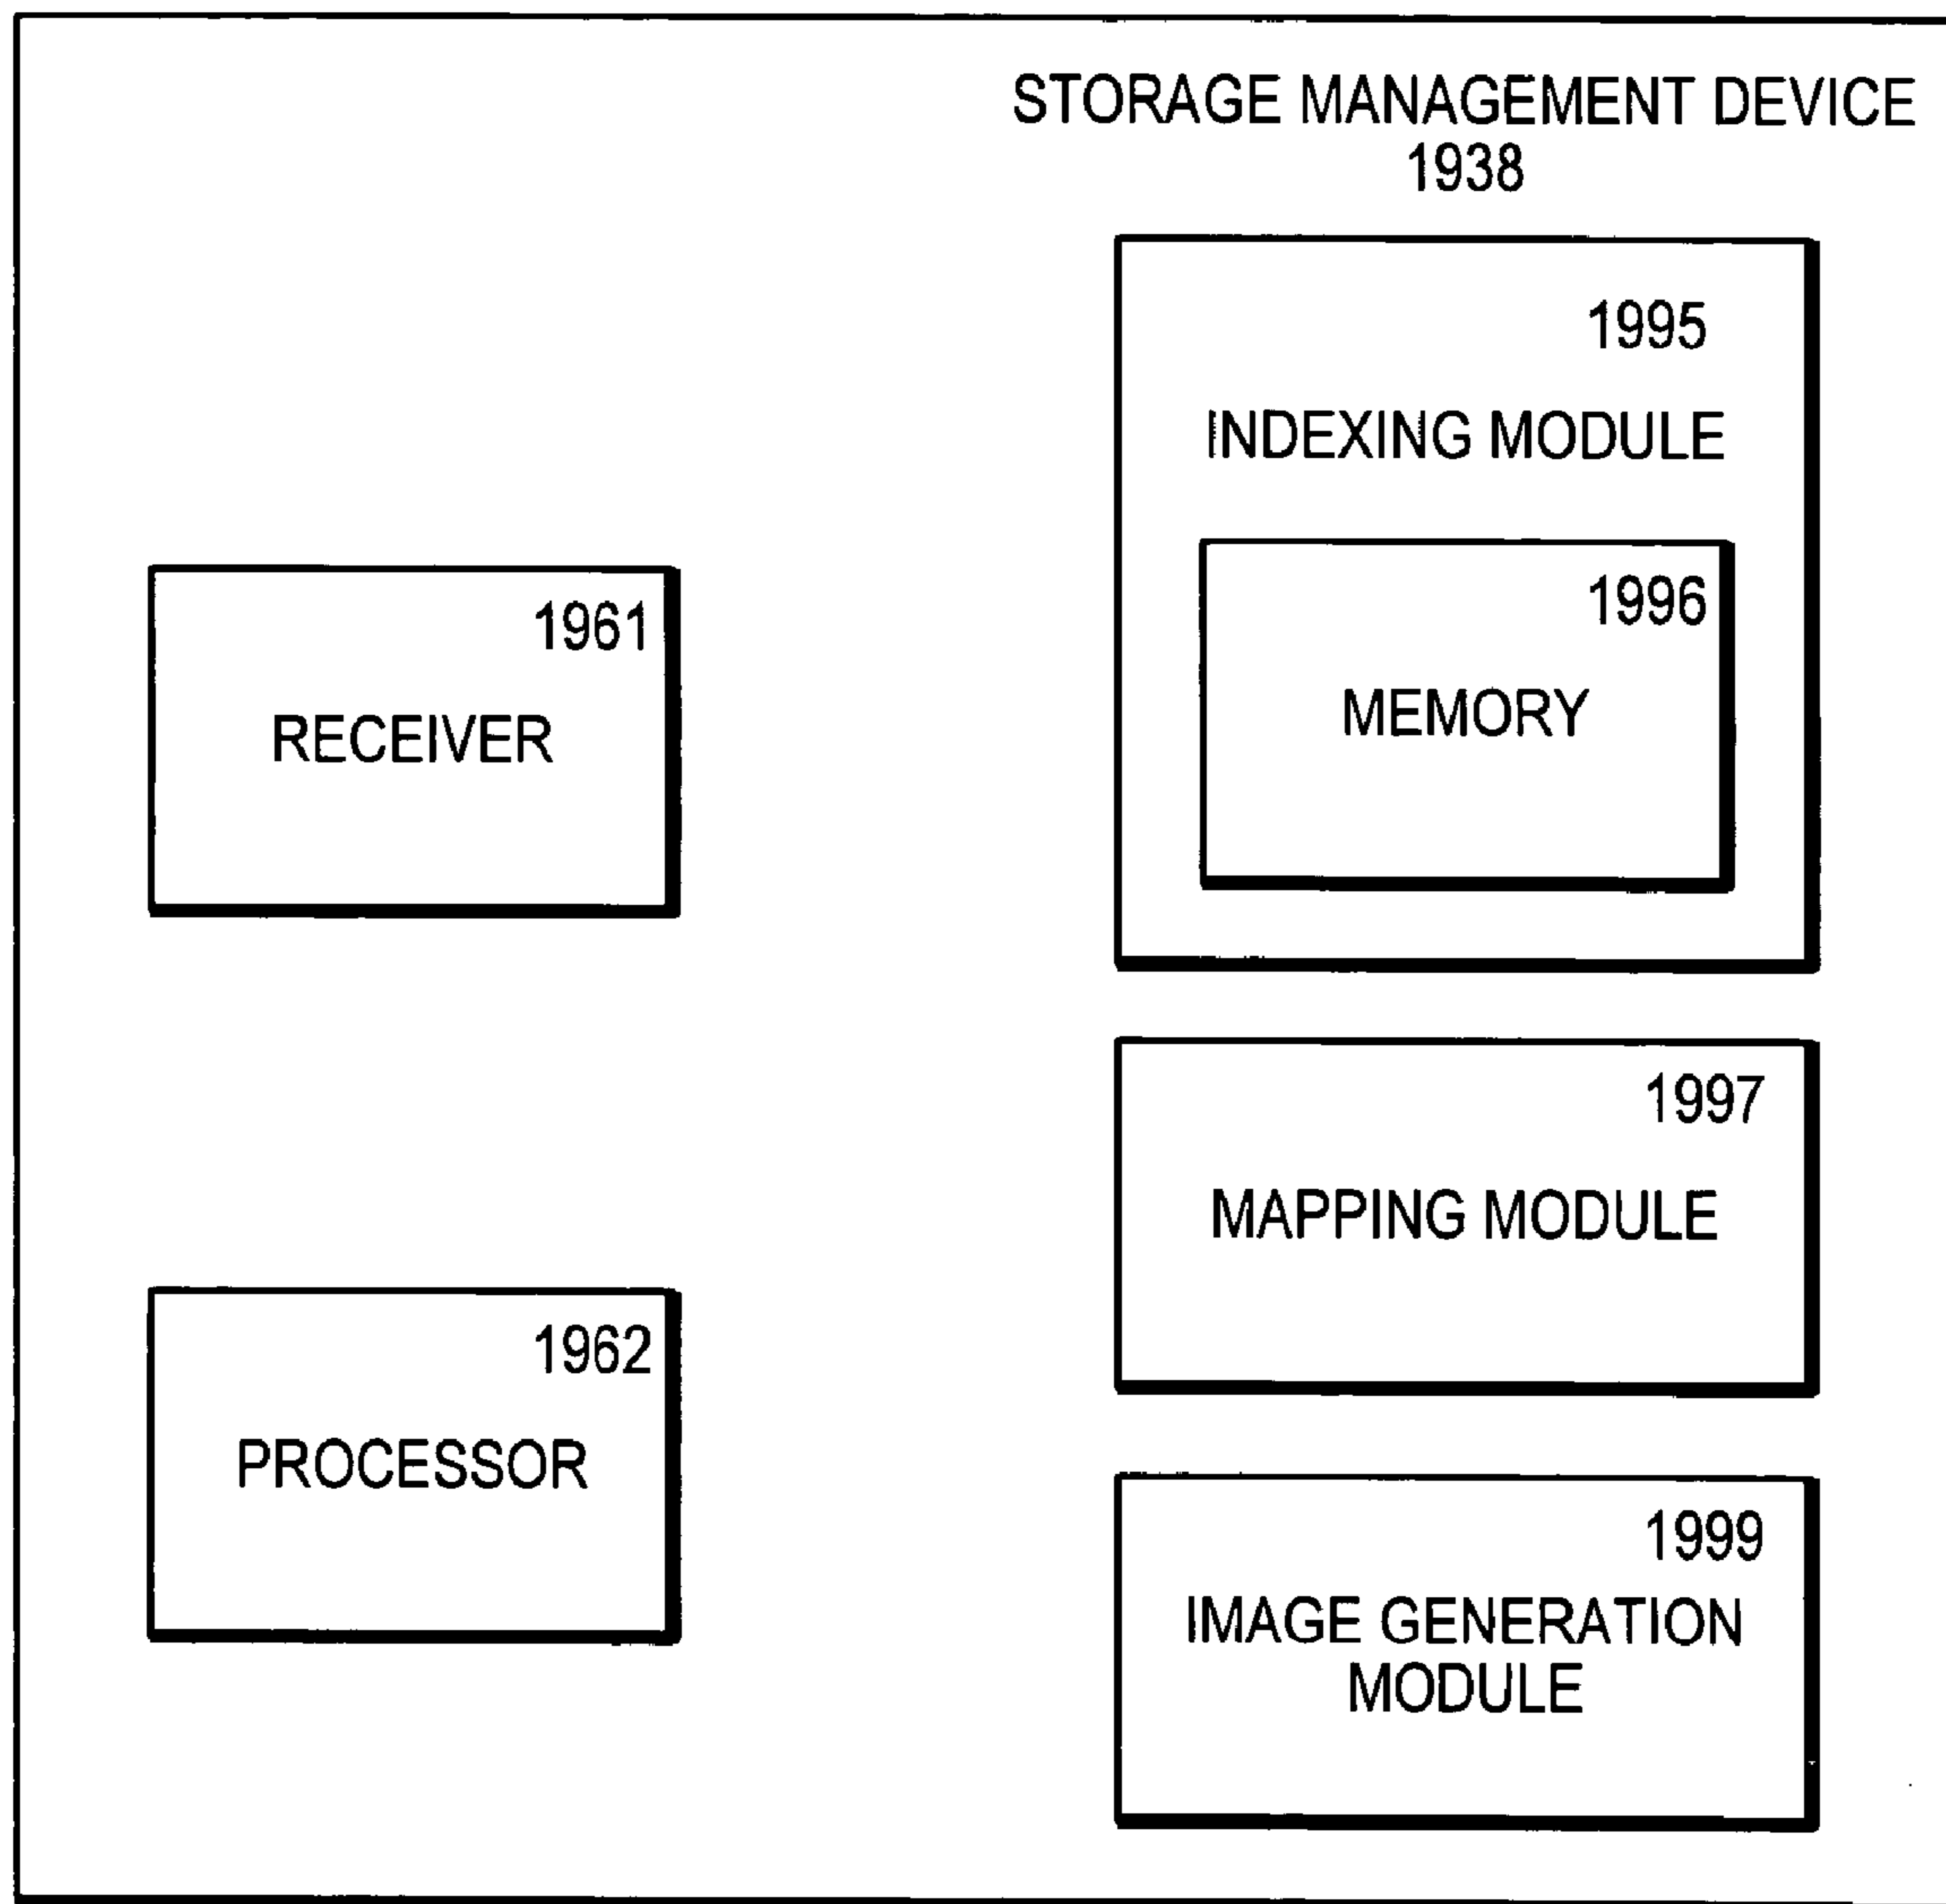 STORAGE MANAGEMENT DEVICE
1938
1995
INDEXING MODULE
1996
MEMORY
1961
RECEIVER
1997
MAPPING MODULE
1962
PROCESSOR
1999
IMAGE GENERATION
MODULE